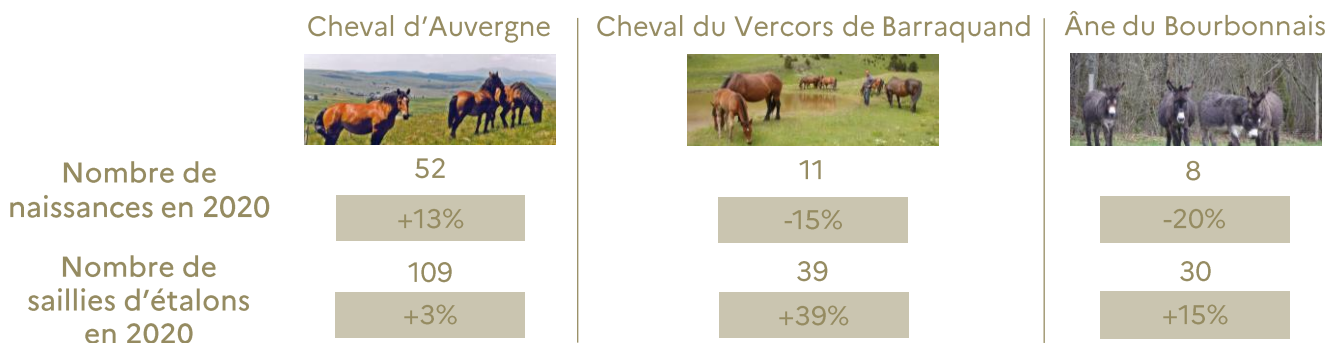 Cheval d'Auvergne
Cheval du Vercors de Barraquand
Âne du Bourbonnais
Nombre de
naissances en 2020
52
11
8
+13%
-15%
-20%
Nombre de
saillies d'étalons
en 2020
109
39
30
+3%
+39%
+15%